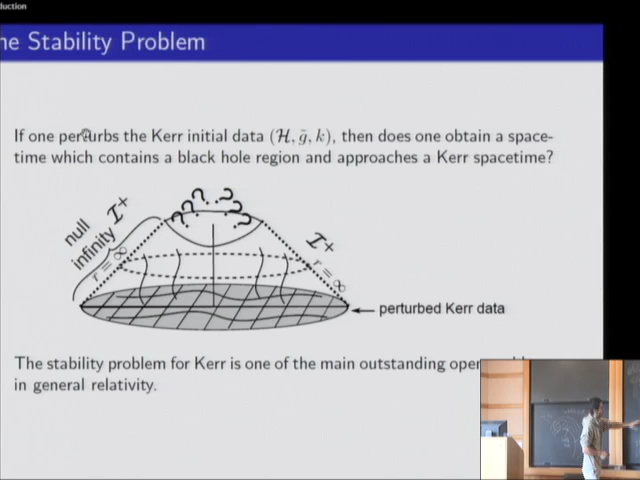 duction
he Stability Problem
If one perturbs the Kerr initial data (ℋ, g̃, k), then does one obtain a space-
time which contains a black hole region and approaches a Kerr spacetime?
? ? ? ? . . ? ? ?
null
infinity
ℐ⁺
r = ∞
ℐ⁺
r = ∞
perturbed Kerr data
The stability problem for Kerr is one of the main outstanding open
in general relativity.